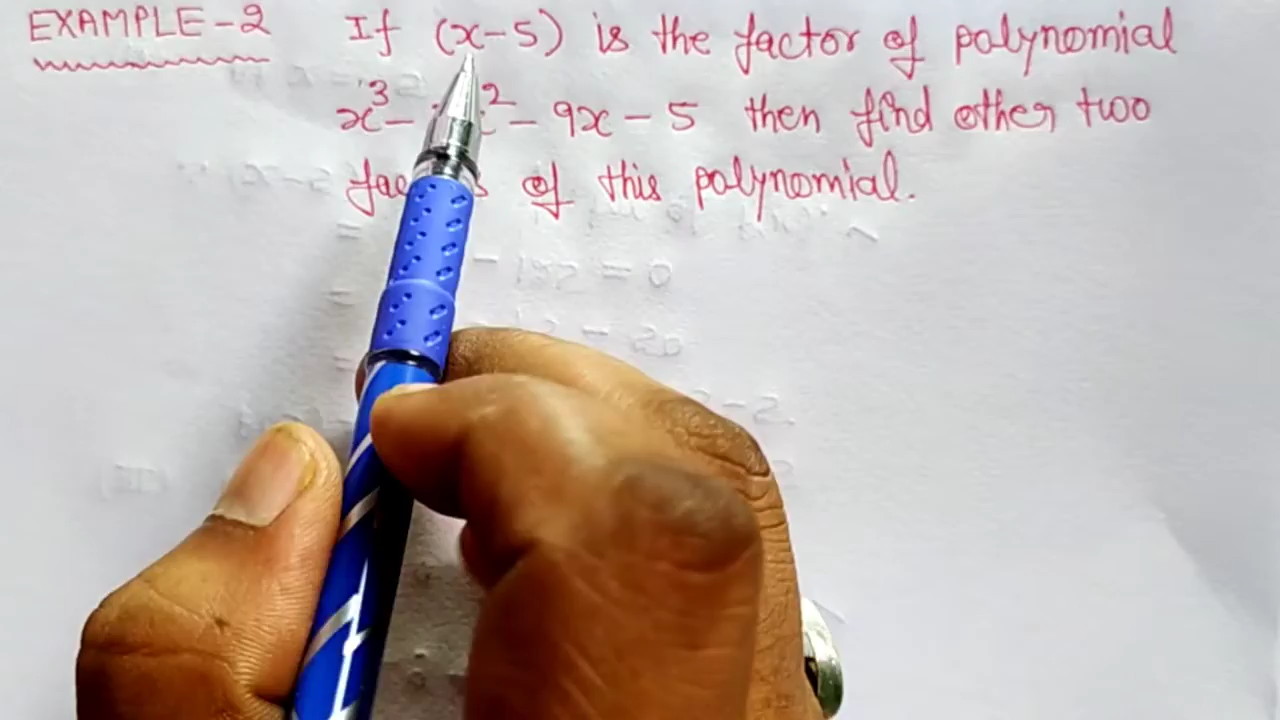 EXAMPLE-2 If (x-5) is the factor of polynomial
x³- ² - 9x - 5 then find other two
of this polynomial.